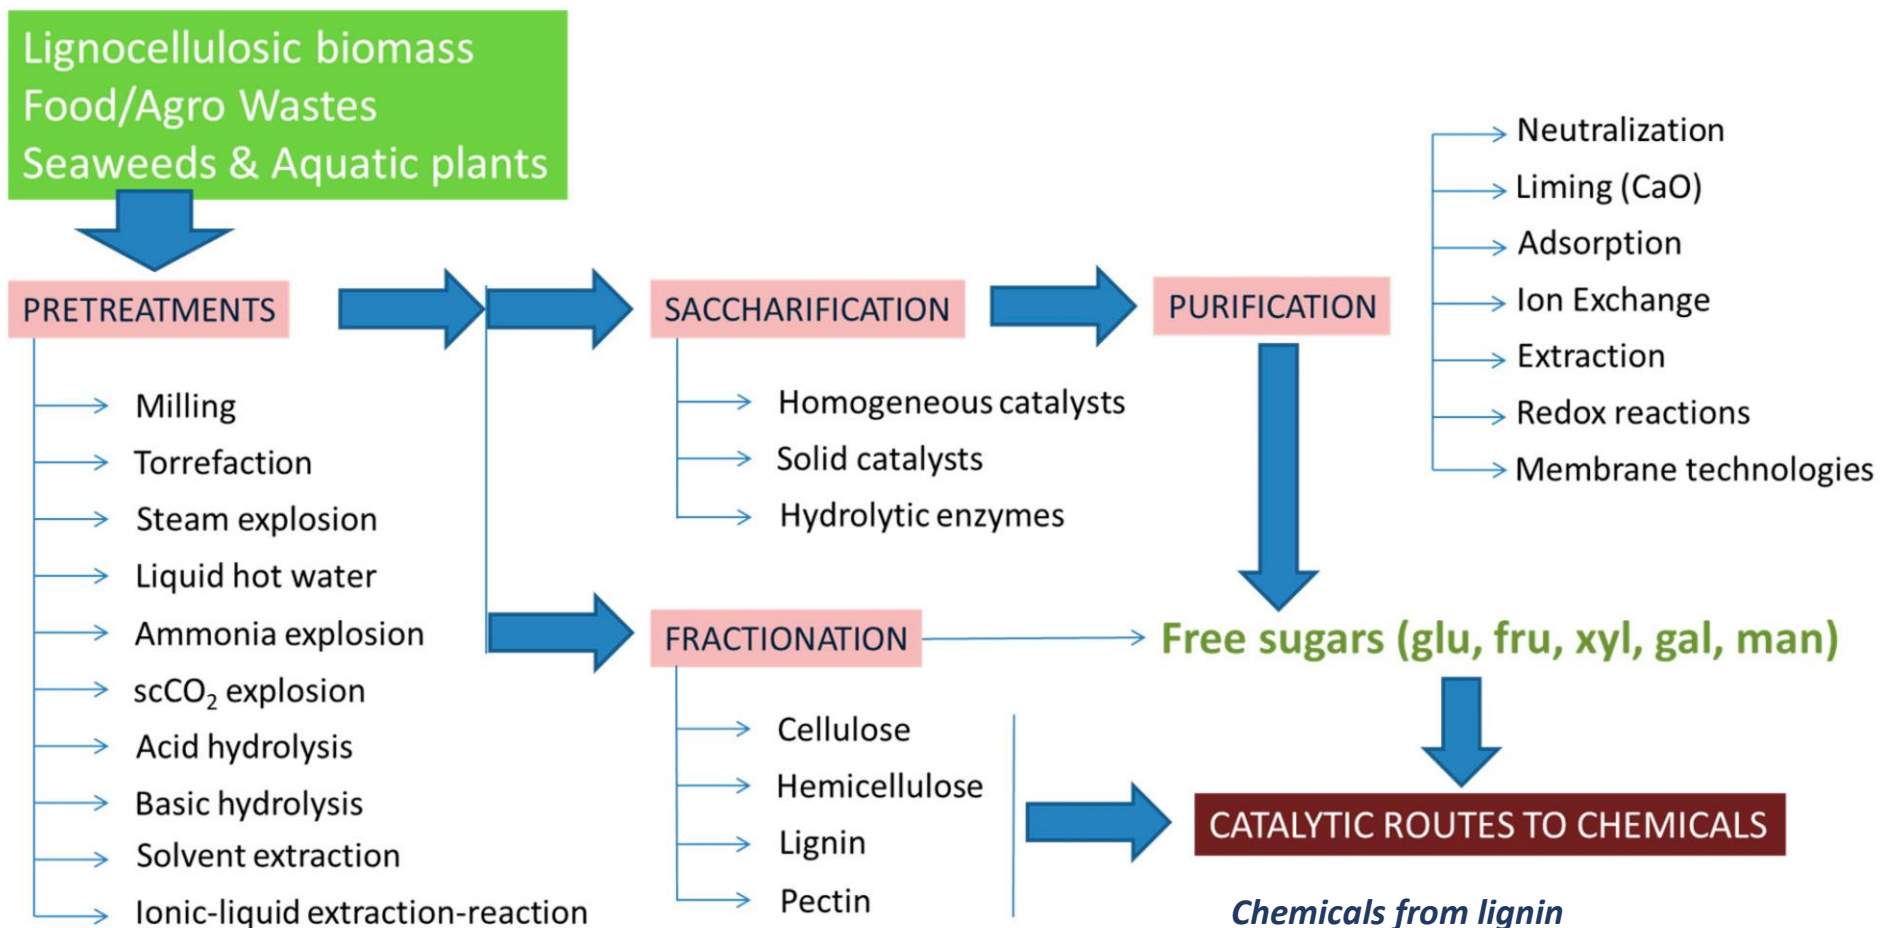 Lignocellulosic biomass
Food/Agro Wastes
Seaweeds & Aquatic plants
PRETREATMENTS
Milling
Torrefaction
Steam explosion
Liquid hot water
Ammonia explosion
scCO₂ explosion
Acid hydrolysis
Basic hydrolysis
Solvent extraction
Ionic-liquid extraction-reaction
SACCHARIFICATION
Homogeneous catalysts
Solid catalysts
Hydrolytic enzymes
FRACTIONATION
Cellulose
Hemicellulose
Lignin
Pectin
PURIFICATION
Neutralization
Liming (CaO)
Adsorption
Ion Exchange
Extraction
Redox reactions
Membrane technologies
Free sugars (glu, fru, xyl, gal, man)
CATALYTIC ROUTES TO CHEMICALS
Chemicals from lignin